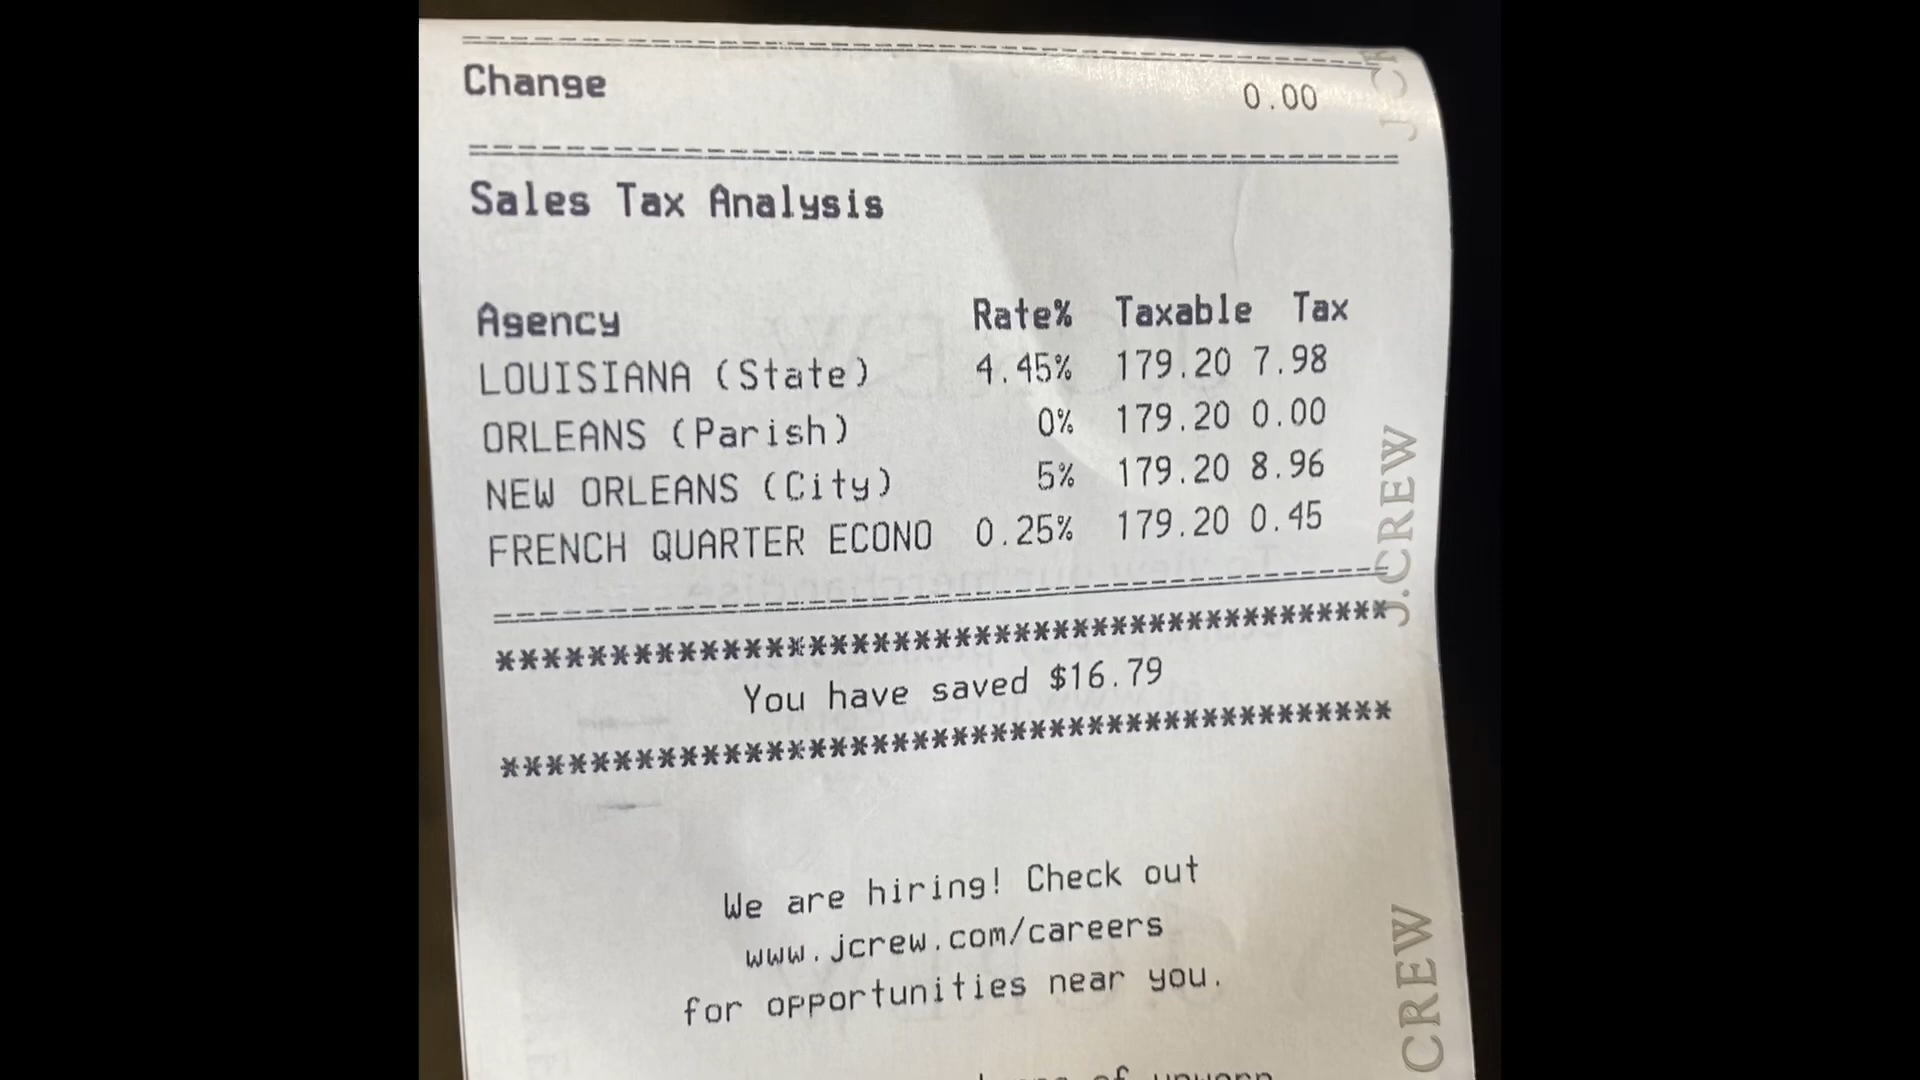 Change 0.00
Sales Tax Analysis
Agency Rate% Taxable Tax
LOUISIANA (State) 4.45% 179.20 7.98
ORLEANS (Parish) 0% 179.20 0.00
NEW ORLEANS (City) 5% 179.20 8.96
FRENCH QUARTER ECONO 0.25% 179.20 0.45
***************************************
You have saved $16.79
***************************************
We are hiring! Check out
www.jcrew.com/careers
for opportunities near you.
J.CREW
CREW